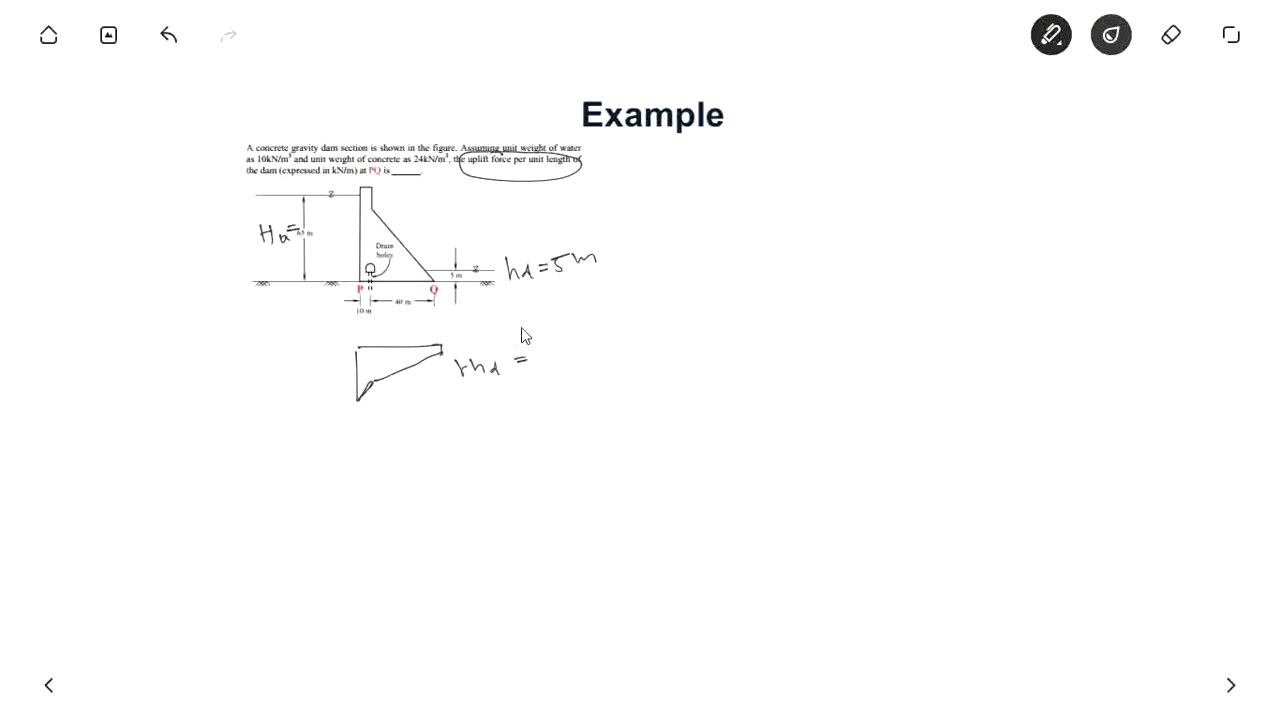 Example
A concrete gravity dam section is shown in the figure. Assuming unit weight of water
as 10kN/m³ and unit weight of concrete as 24kN/m³, the uplift force per unit length of
the dam (expressed in kN/m) at PQ is
Hu=
65 m
Drain
holes
hd=5m
5 m
P
Q
40 m
10 m
γhd =